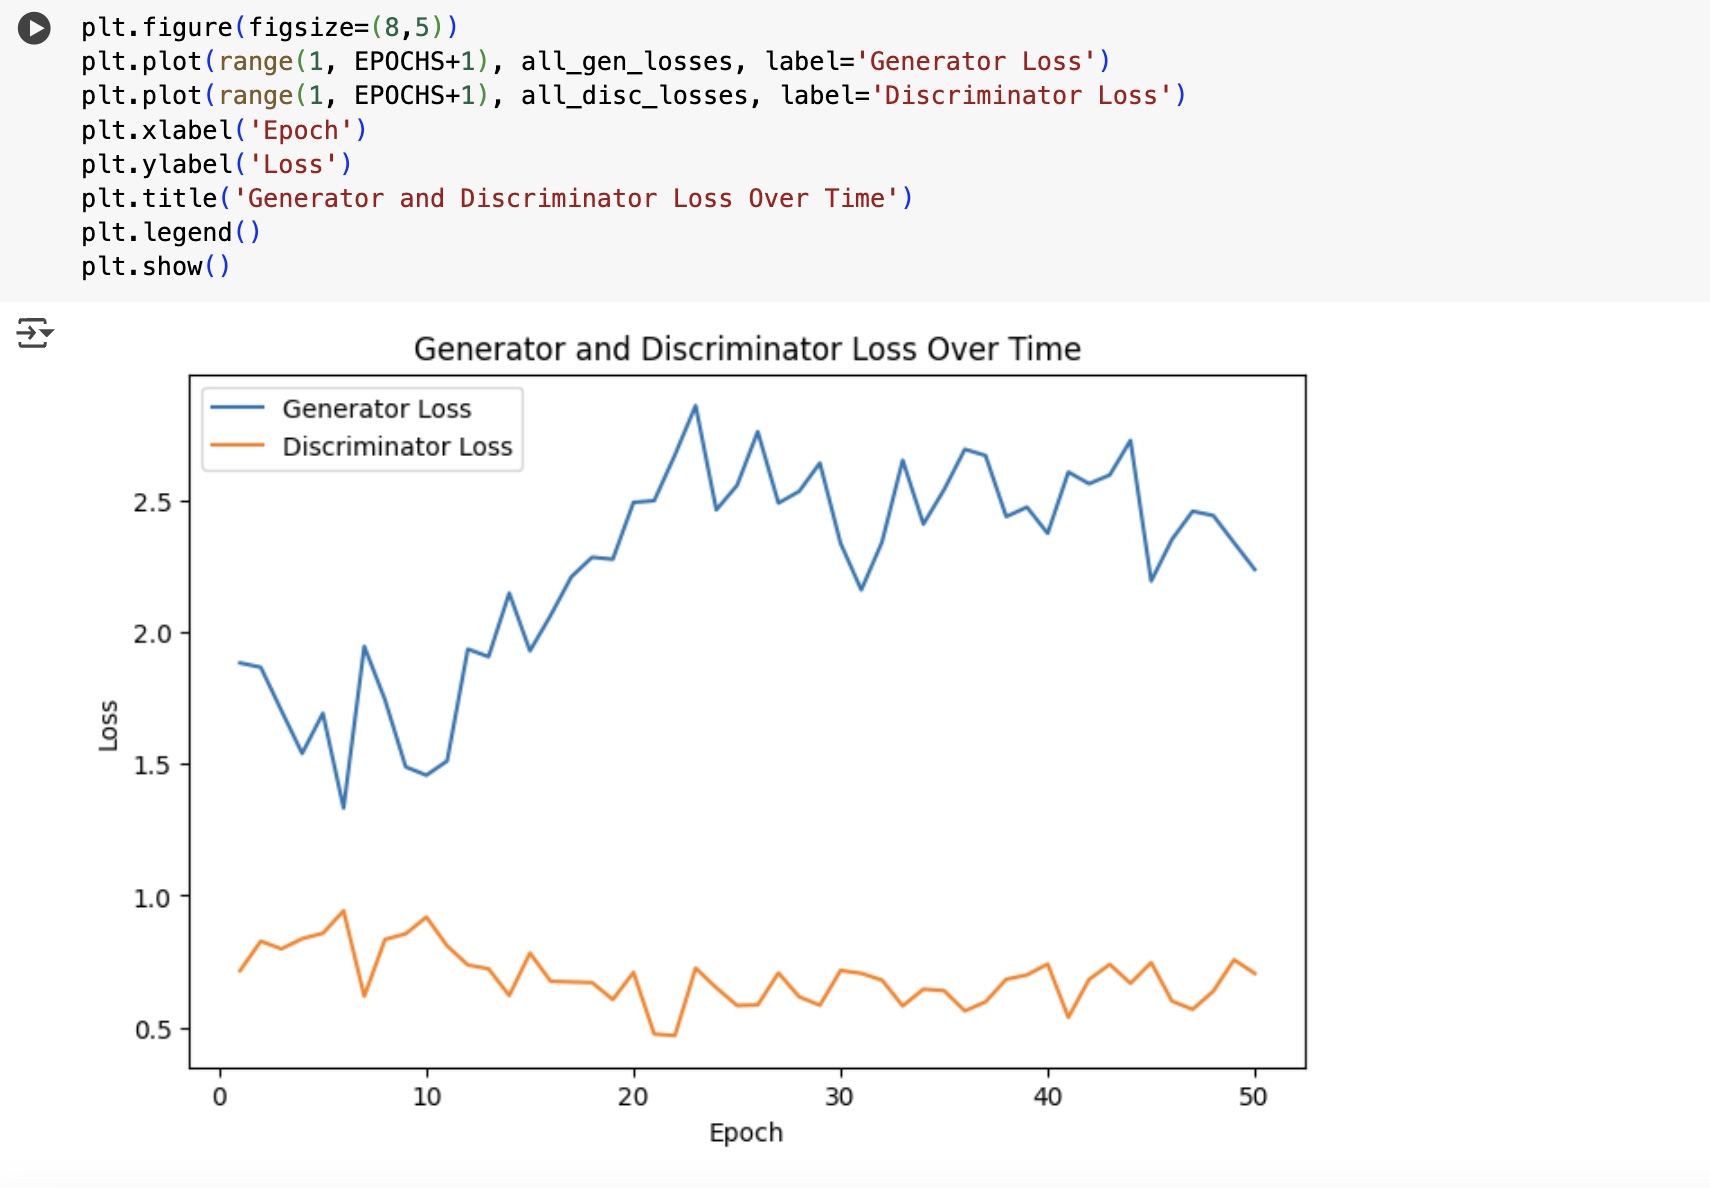 plt.figure(figsize=(8,5))
plt.plot(range(1, EPOCHS+1), all_gen_losses, label='Generator Loss')
plt.plot(range(1, EPOCHS+1), all_disc_losses, label='Discriminator Loss')
plt.xlabel('Epoch')
plt.ylabel('Loss')
plt.title('Generator and Discriminator Loss Over Time')
plt.legend()
plt.show()
Generator and Discriminator Loss Over Time
Generator Loss
Discriminator Loss
2.5
2.0
1.5
1.0
0.5
Loss
0 10 20 30 40 50
Epoch